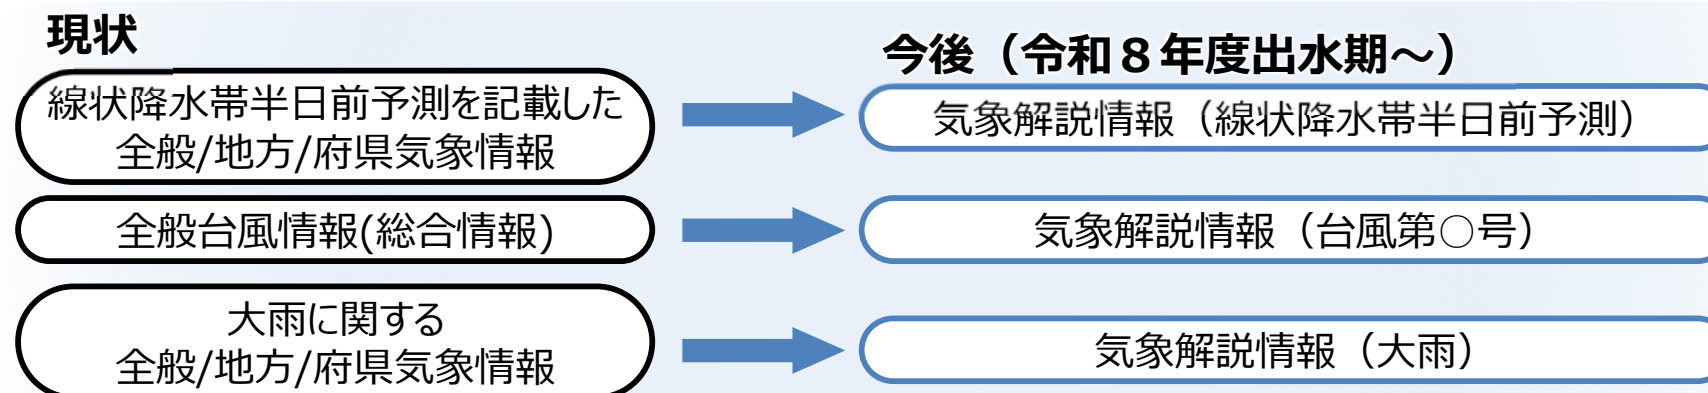 現状
今後（令和８年度出水期～）
線状降水帯半日前予測を記載した
全般/地方/府県気象情報
気象解説情報（線状降水帯半日前予測）
全般台風情報(総合情報)
気象解説情報（台風第○号）
大雨に関する
全般/地方/府県気象情報
気象解説情報（大雨）